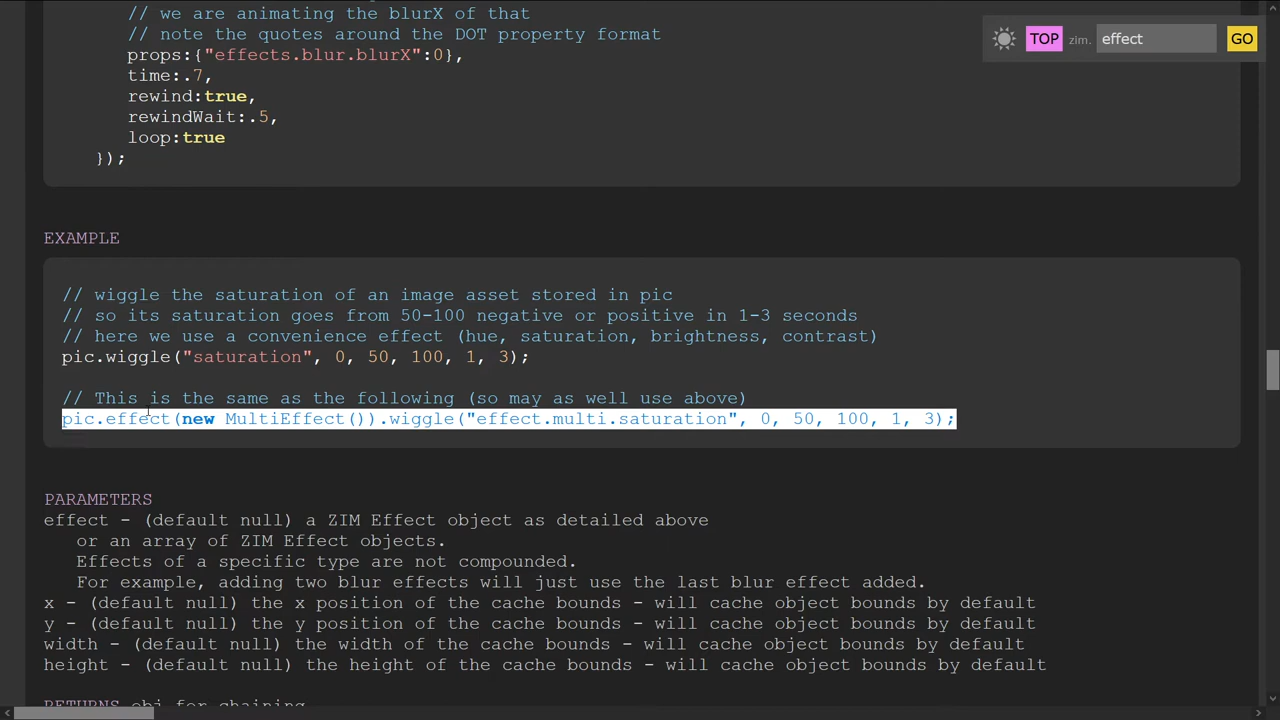 // we are animating the blurX of that
// note the quotes around the DOT property format
props:{"effects.blur.blurX":0},
time:.7,
rewind:true,
rewindWait:.5,
loop:true
});
TOP zim. effect GO
EXAMPLE
// wiggle the saturation of an image asset stored in pic
// so its saturation goes from 50-100 negative or positive in 1-3 seconds
// here we use a convenience effect (hue, saturation, brightness, contrast)
pic.wiggle("saturation", 0, 50, 100, 1, 3);
// This is the same as the following (so may as well use above)
pic.effect(new MultiEffect()).wiggle("effect.multi.saturation", 0, 50, 100, 1, 3);
PARAMETERS
effect - (default null) a ZIM Effect object as detailed above
or an array of ZIM Effect objects.
Effects of a specific type are not compounded.
For example, adding two blur effects will just use the last blur effect added.
x - (default null) the x position of the cache bounds - will cache object bounds by default
y - (default null) the y position of the cache bounds - will cache object bounds by default
width - (default null) the width of the cache bounds - will cache object bounds by default
height - (default null) the height of the cache bounds - will cache object bounds by default
RETURNS obj for chaining